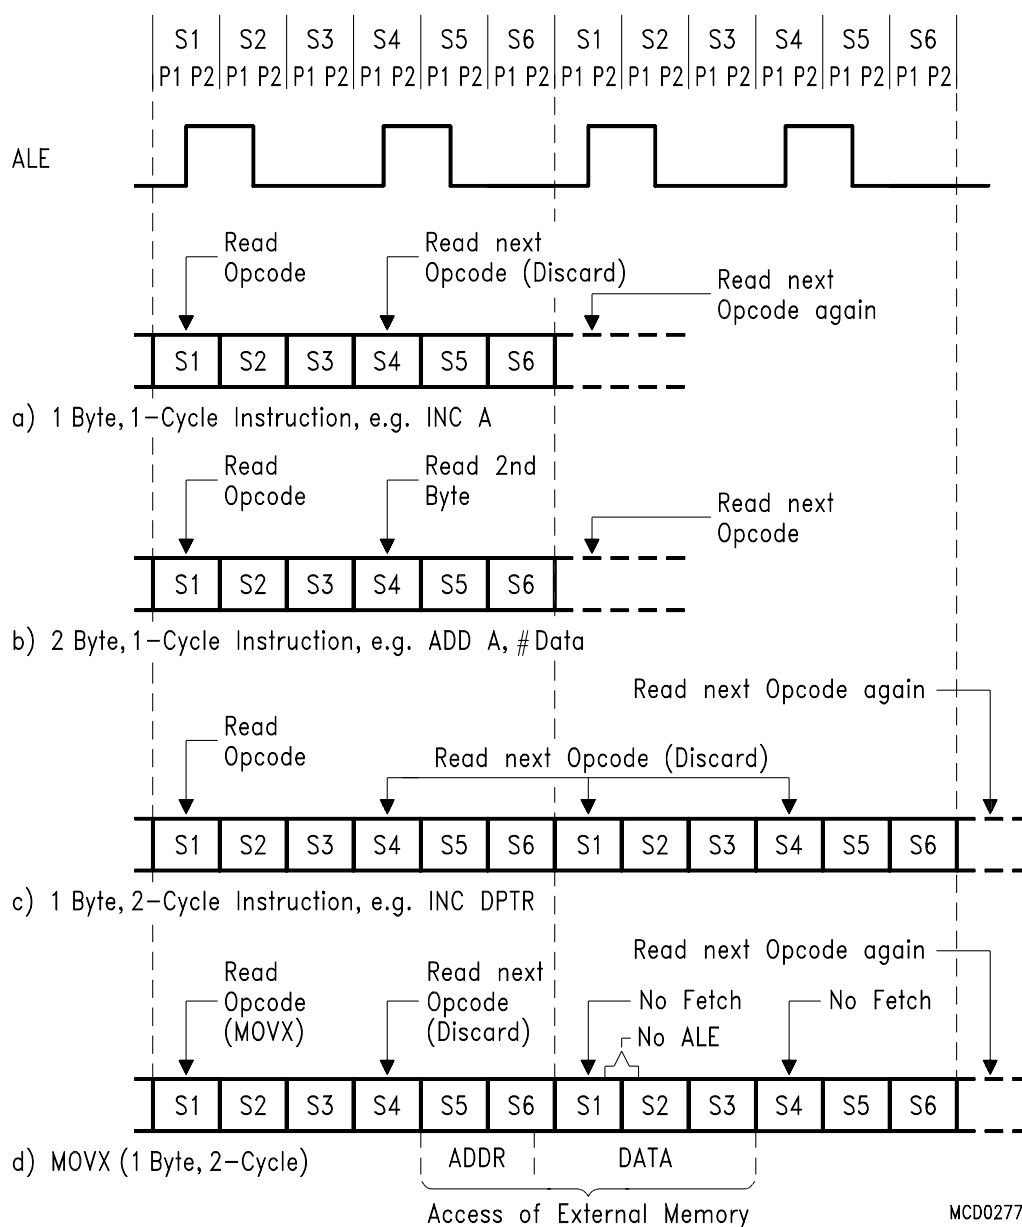 S1 S2 S3 S4 S5 S6 S1 S2 S3 S4 S5 S6
P1 P2 P1 P2 P1 P2 P1 P2 P1 P2 P1 P2 P1 P2 P1 P2 P1 P2 P1 P2 P1 P2 P1 P2
ALE
Read
Opcode
Read next
Opcode (Discard)
Read next
Opcode again
S1 S2 S3 S4 S5 S6
a) 1 Byte, 1-Cycle Instruction, e.g. INC A
Read
Opcode
Read 2nd
Byte
Read next
Opcode
S1 S2 S3 S4 S5 S6
b) 2 Byte, 1-Cycle Instruction, e.g. ADD A, #Data
Read next Opcode again
Read
Opcode
Read next Opcode (Discard)
S1 S2 S3 S4 S5 S6 S1 S2 S3 S4 S5 S6
c) 1 Byte, 2-Cycle Instruction, e.g. INC DPTR
Read next Opcode again
Read
Opcode
(MOVX)
Read next
Opcode
(Discard)
No Fetch
No ALE
No Fetch
S1 S2 S3 S4 S5 S6 S1 S2 S3 S4 S5 S6
d) MOVX (1 Byte, 2-Cycle)
ADDR DATA
Access of External Memory
MCD02777